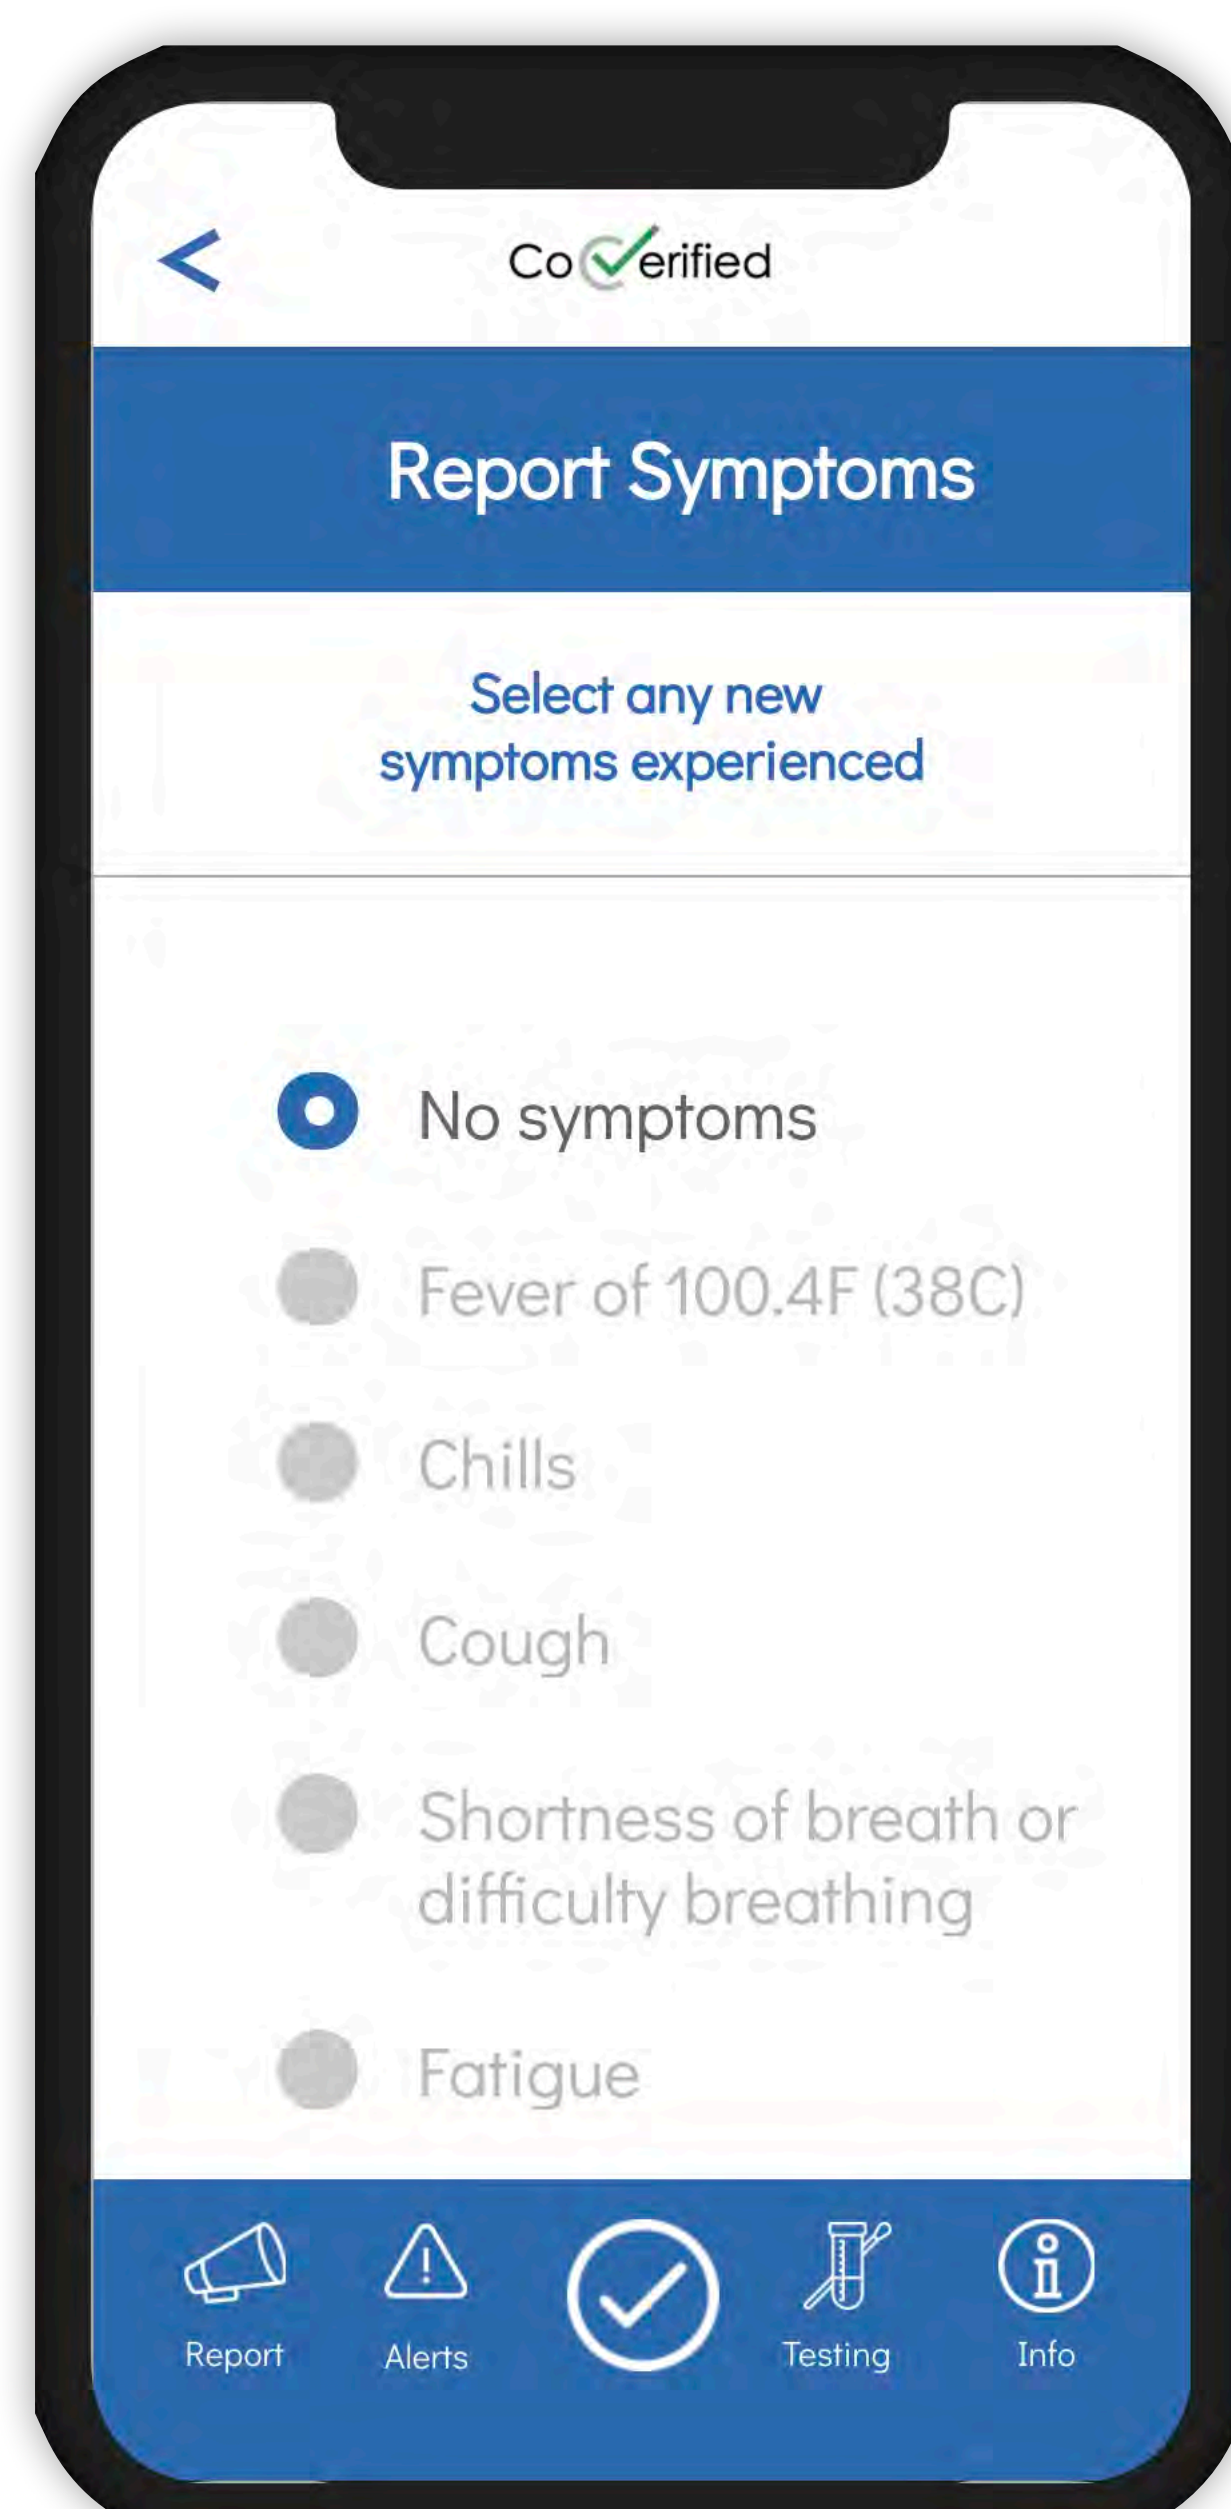 CoVerified
Report Symptoms
Select any new
symptoms experienced
No symptoms
Fever of 100.4F (38C)
Chills
Cough
Shortness of breath or
difficulty breathing
Fatigue
Report
Alerts
Testing
Info